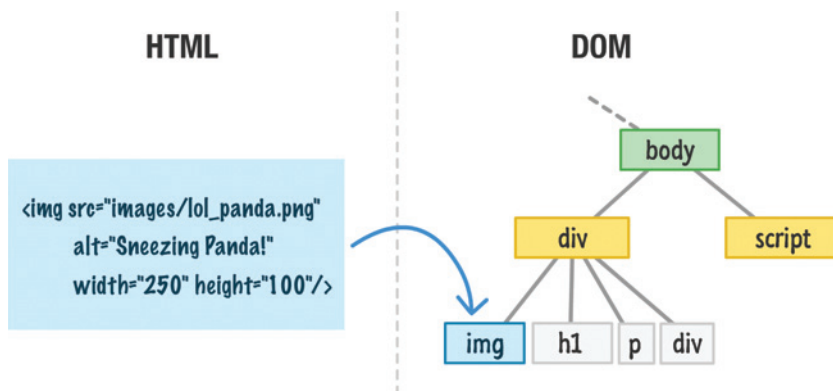 HTML
DOM
<img src="images/lol_panda.png"
alt="Sneezing Panda!"
width="250" height="100"/>
body
div
script
img
h1
p
div